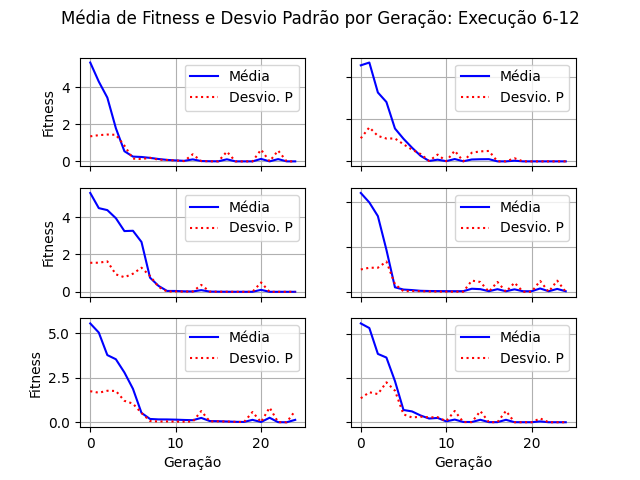 Média de Fitness e Desvio Padrão por Geração: Execução 6-12
Fitness
4
2
0
Média
Desvio. P
Média
Desvio. P
Fitness
4
2
0
Média
Desvio. P
Média
Desvio. P
Fitness
5.0
2.5
0.0
Média
Desvio. P
Média
Desvio. P
0 10 20
0 10 20
Geração
Geração